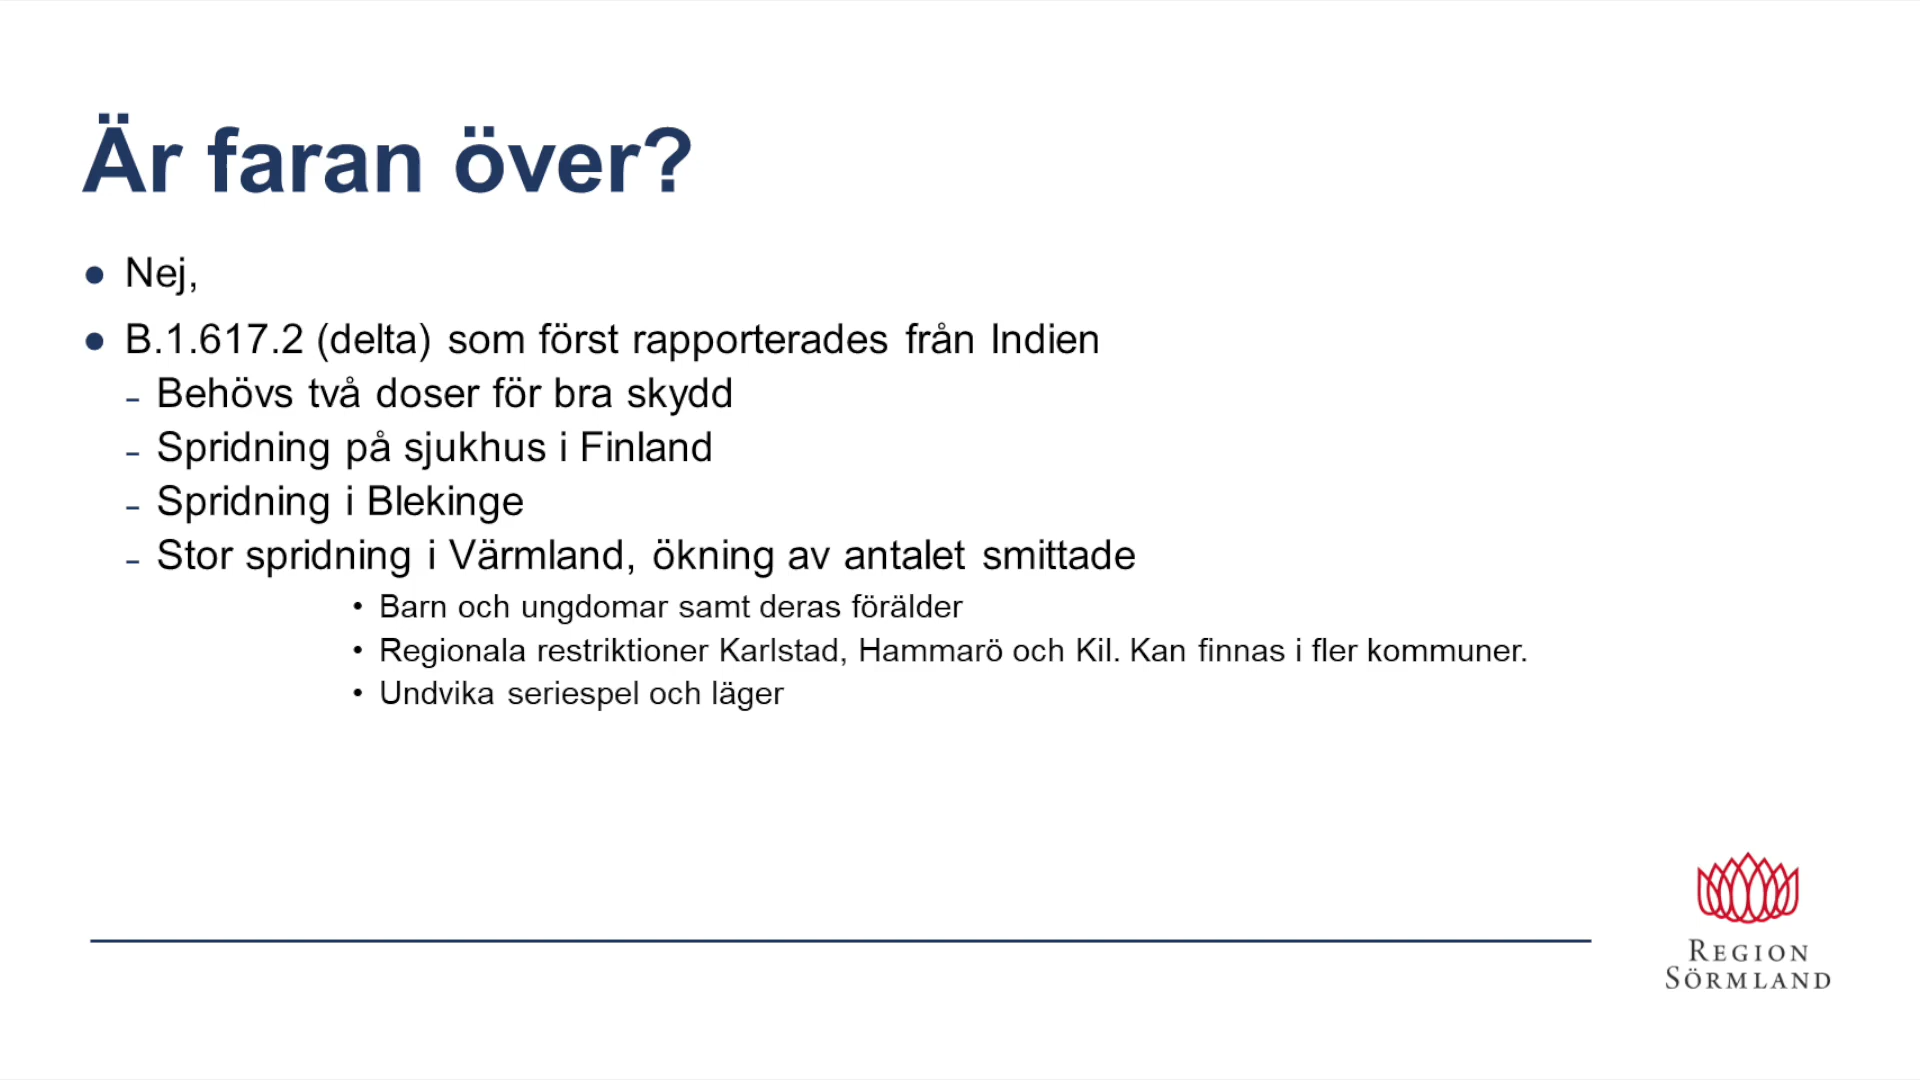 Är faran över?
Nej,
B.1.617.2 (delta) som först rapporterades från Indien
Behövs två doser för bra skydd
Spridning på sjukhus i Finland
Spridning i Blekinge
Stor spridning i Värmland, ökning av antalet smittade
Barn och ungdomar samt deras förälder
Regionala restriktioner Karlstad, Hammarö och Kil. Kan finnas i fler kommuner.
Undvika seriespel och läger
REGION
SÖRMLAND